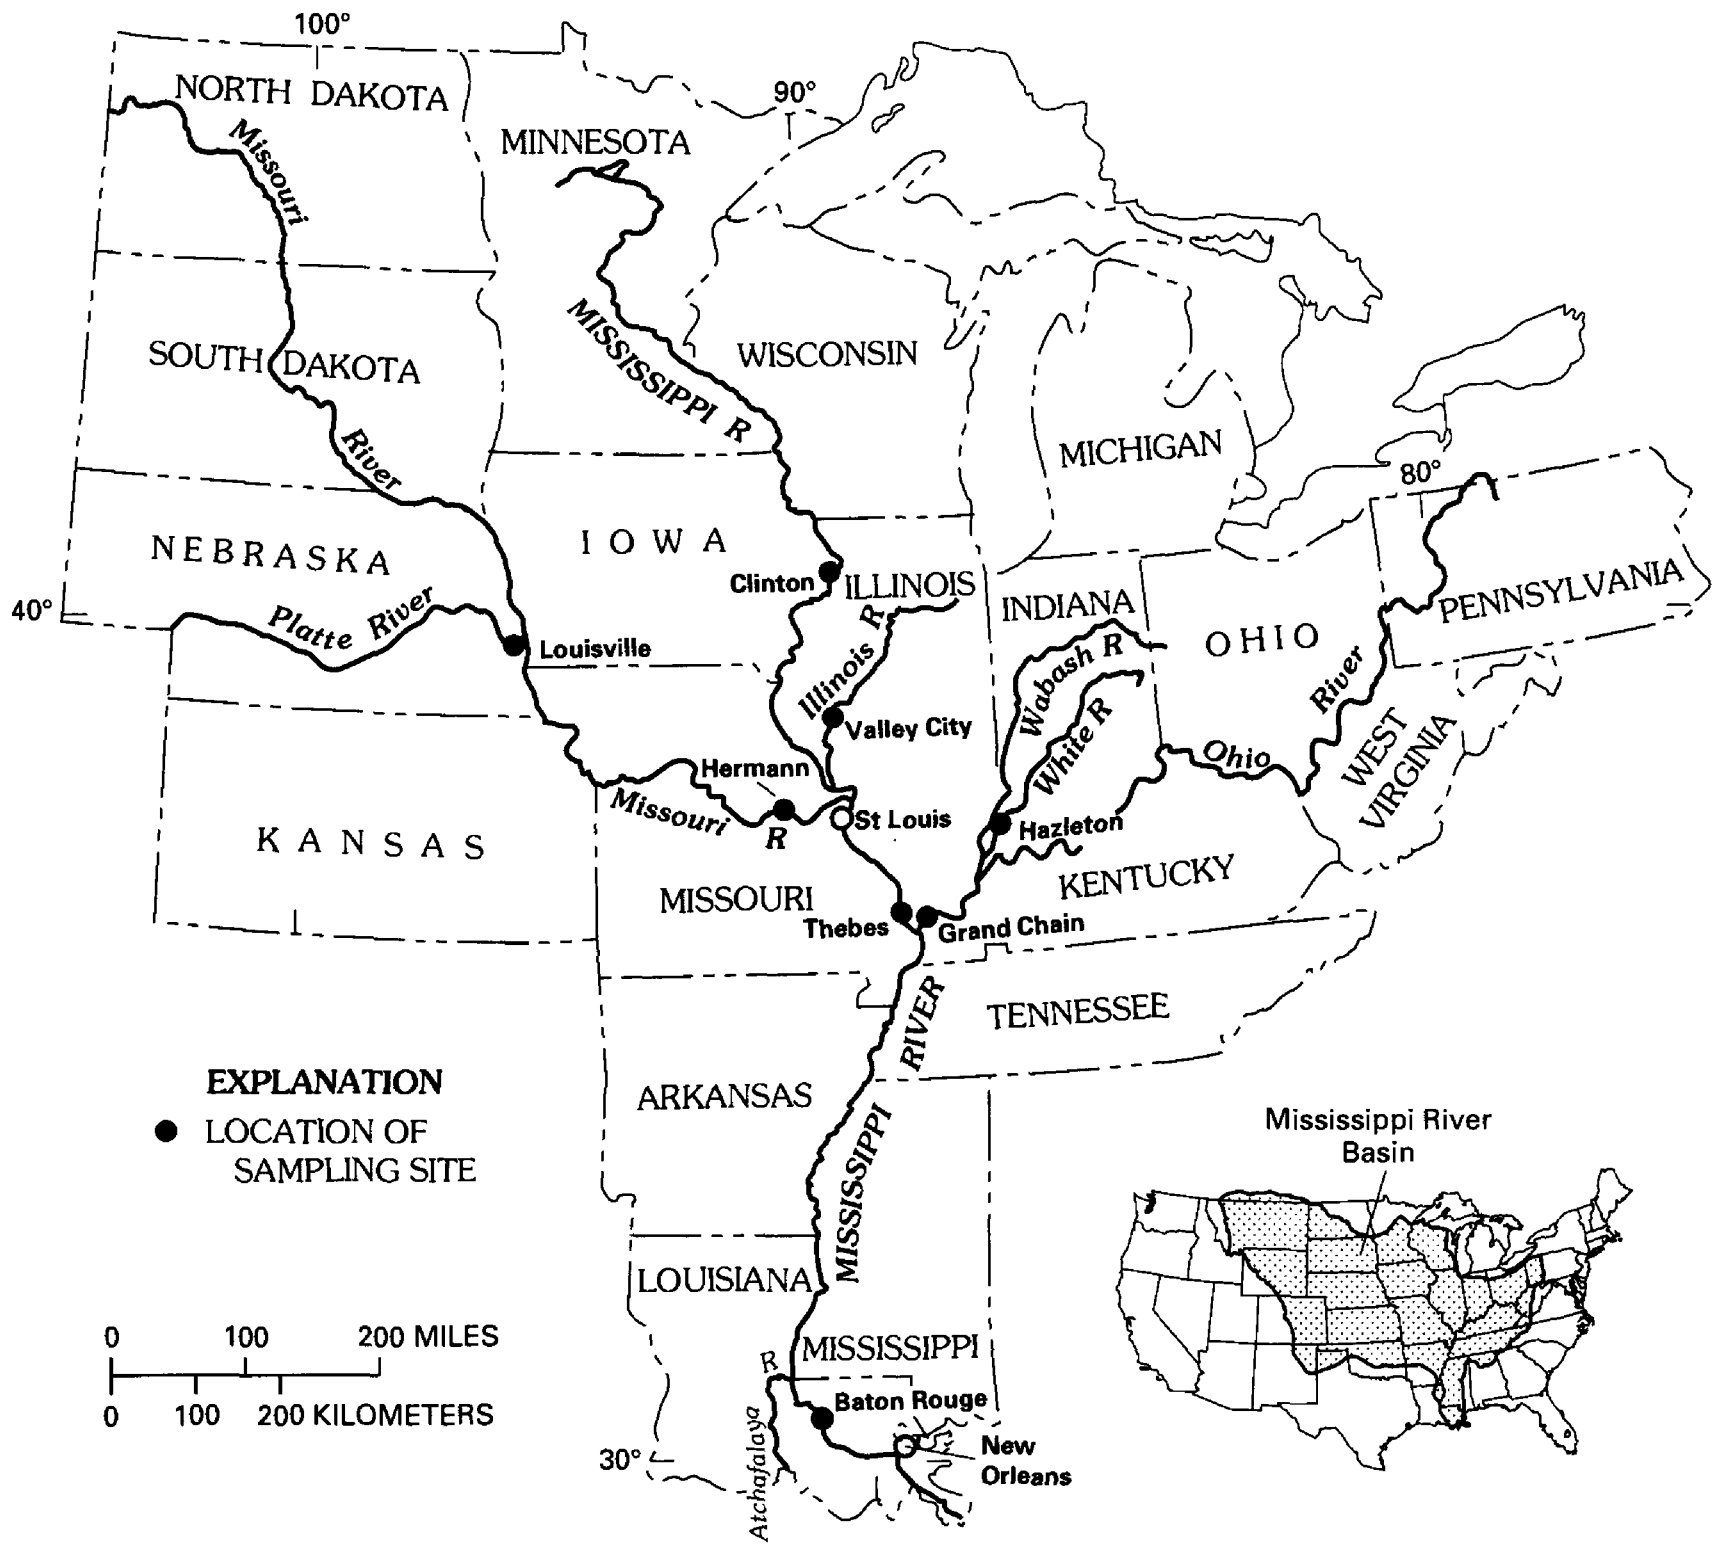 100°
NORTH DAKOTA
90°
Missouri
MINNESOTA
SOUTH DAKOTA
MISSISSIPPI R
WISCONSIN
River
MICHIGAN
80°
NEBRASKA
IOWA
Clinton
ILLINOIS
INDIANA
OHIO
PENNSYLVANIA
40°
Platte River
Louisville
Illinois R
Wabash R
White R
River
Ohio
WEST
VIRGINIA
Valley City
Hermann
Missouri
R
St Louis
Hazleton
KANSAS
MISSOURI
KENTUCKY
Thebes
Grand Chain
RIVER
TENNESSEE
EXPLANATION
LOCATION OF
SAMPLING SITE
ARKANSAS
MISSISSIPPI
Mississippi River
Basin
LOUISIANA
0 100 200 MILES
0 100 200 KILOMETERS
MISSISSIPPI
R
Atchafalaya
Baton Rouge
30°
New
Orleans